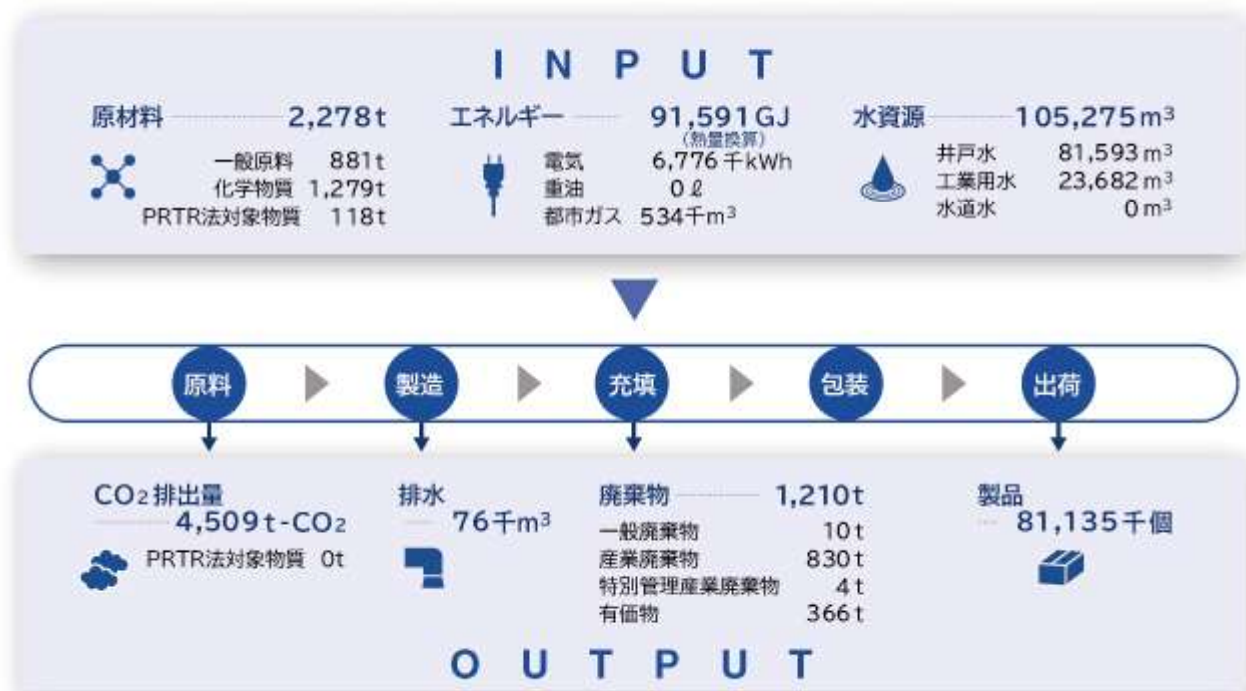 INPUT
原材料 2,278t
一般原料 881t
化学物質 1,279t
PRTR法対象物質 118t
エネルギー 91,591GJ
(熱量換算)
電気 6,776千kWh
重油 0ℓ
都市ガス 534千m³
水資源 105,275m³
井戸水 81,593m³
工業用水 23,682m³
水道水 0m³
原料
製造
充填
包装
出荷
CO₂排出量
4,509t-CO₂
PRTR法対象物質 0t
排水
76千m³
廃棄物 1,210t
一般廃棄物 10t
産業廃棄物 830t
特別管理産業廃棄物 4t
有価物 366t
製品
81,135千個
OUTPUT